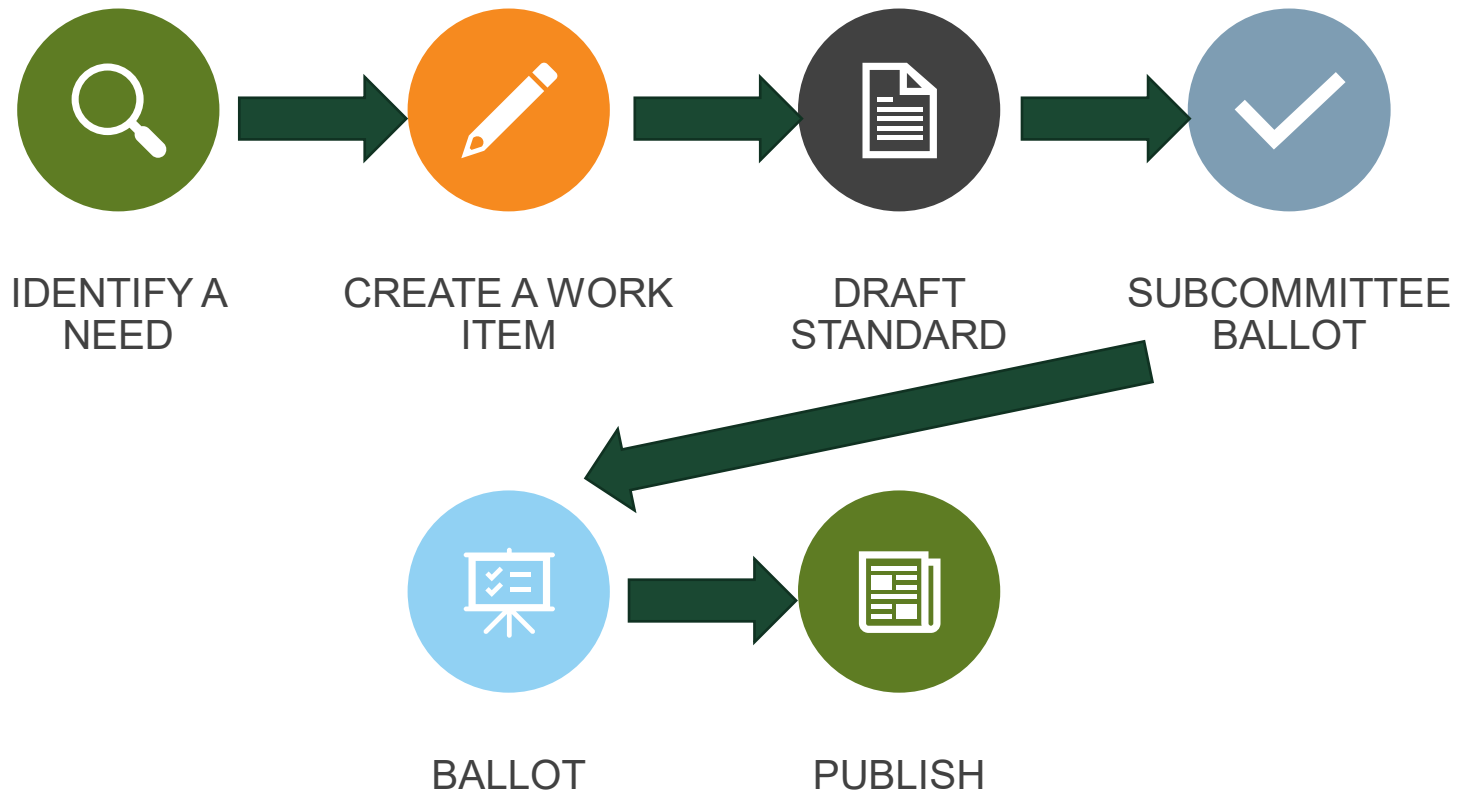 IDENTIFY A
NEED
CREATE A WORK
ITEM
DRAFT
STANDARD
SUBCOMMITTEE
BALLOT
BALLOT
PUBLISH